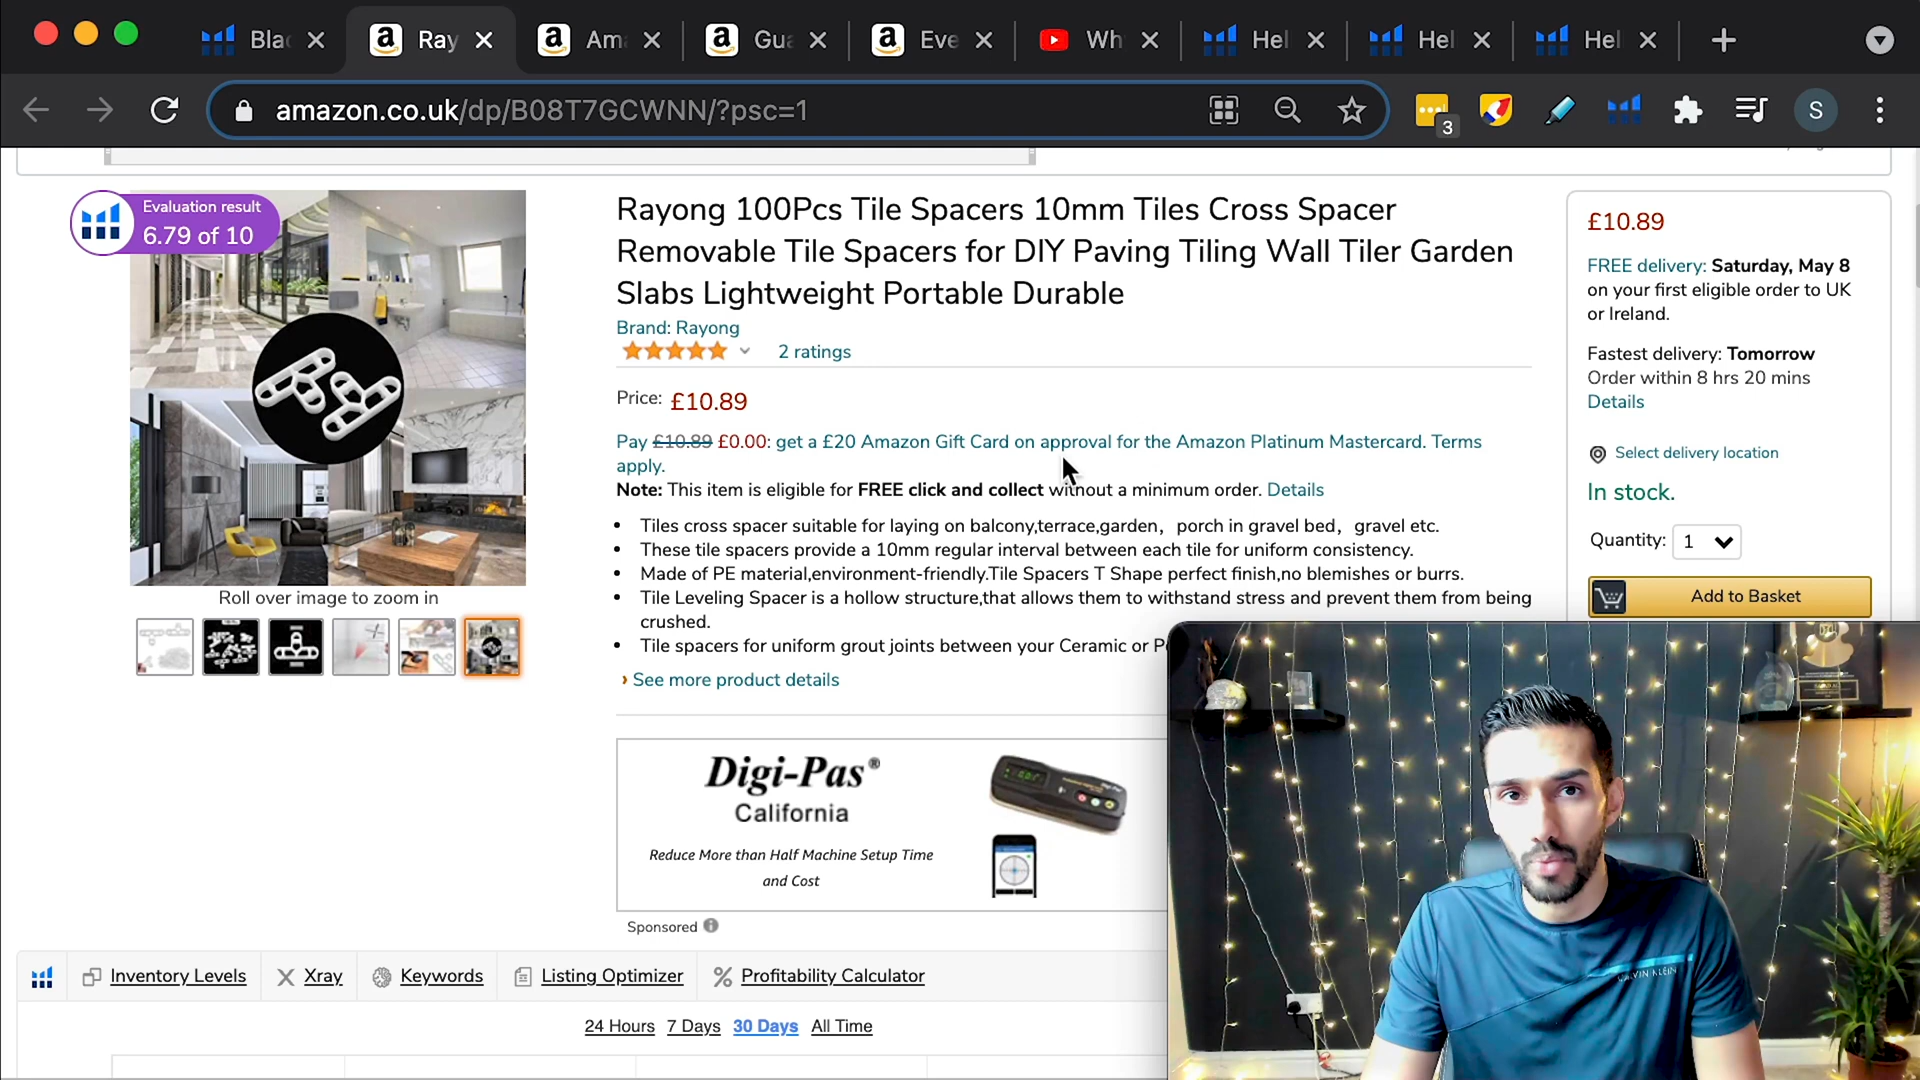 Bla
Ray
Am
Gu
Eve
Wh
Hel
Hel
Hel
amazon.co.uk/dp/B08T7GCWNN/?psc=1
3
S
Evaluation result
6.79 of 10
Roll over image to zoom in
Rayong 100Pcs Tile Spacers 10mm Tiles Cross Spacer
Removable Tile Spacers for DIY Paving Tiling Wall Tiler Garden
Slabs Lightweight Portable Durable
Brand: Rayong
2 ratings
Price: £10.89
Pay £10.89 £0.00: get a £20 Amazon Gift Card on approval for the Amazon Platinum Mastercard. Terms
apply.
Note: This item is eligible for FREE click and collect without a minimum order. Details
• Tiles cross spacer suitable for laying on balcony,terrace,garden，porch in gravel bed，gravel etc.
• These tile spacers provide a 10mm regular interval between each tile for uniform consistency.
• Made of PE material,environment-friendly.Tile Spacers T Shape perfect finish,no blemishes or burrs.
• Tile Leveling Spacer is a hollow structure,that allows them to withstand stress and prevent them from being
crushed.
• Tile spacers for uniform grout joints between your Ceramic or P
› See more product details
£10.89
FREE delivery: Saturday, May 8
on your first eligible order to UK
or Ireland.
Fastest delivery: Tomorrow
Order within 8 hrs 20 mins
Details
Select delivery location
In stock.
Quantity: 1
Add to Basket
Digi-Pas®
California
Reduce More than Half Machine Setup Time
and Cost
Sponsored
Inventory Levels
Xray
Keywords
Listing Optimizer
Profitability Calculator
24 Hours 7 Days 30 Days All Time
CALVIN KLEIN